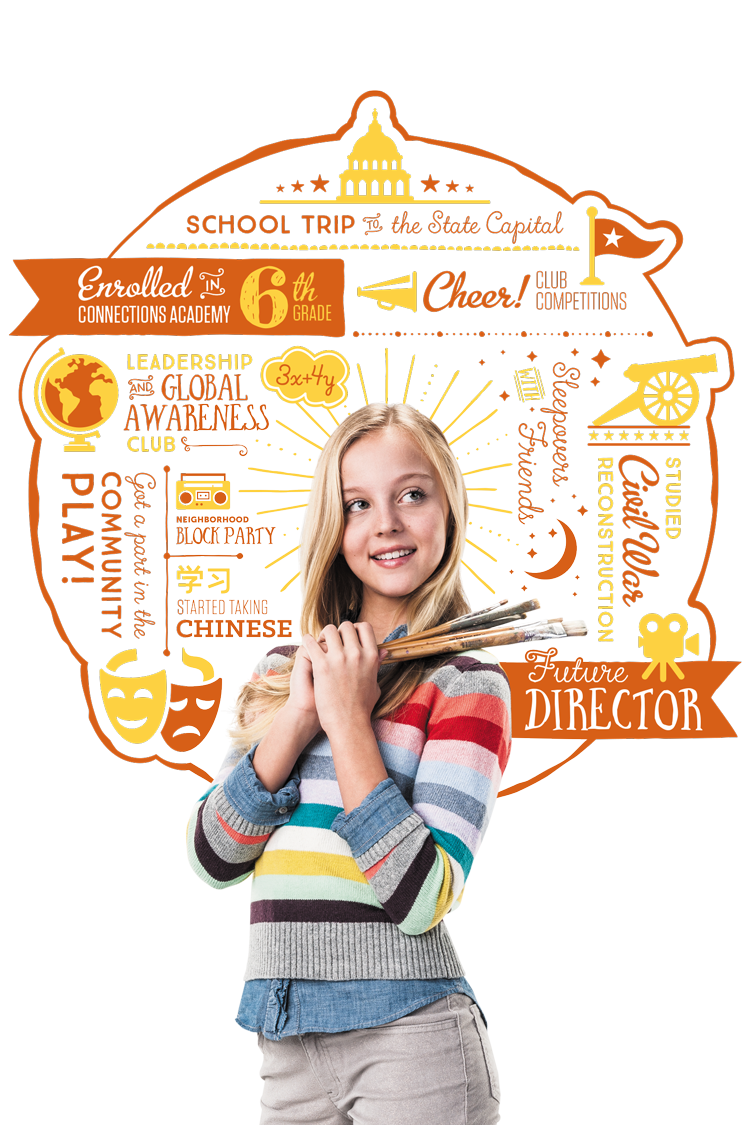 SCHOOL TRIP TO the State Capital
Enrolled IN
CONNECTIONS ACADEMY
6th
GRADE
Cheer!
CLUB
COMPETITIONS
LEADERSHIP
AND GLOBAL
AWARENESS
CLUB
3x+4y
Sleepovers
WITH
Friends
STUDIED
Civil War
RECONSTRUCTION
Got a part in the
COMMUNITY
PLAY!
NEIGHBORHOOD
BLOCK PARTY
学习
STARTED TAKING
CHINESE
Future
DIRECTOR